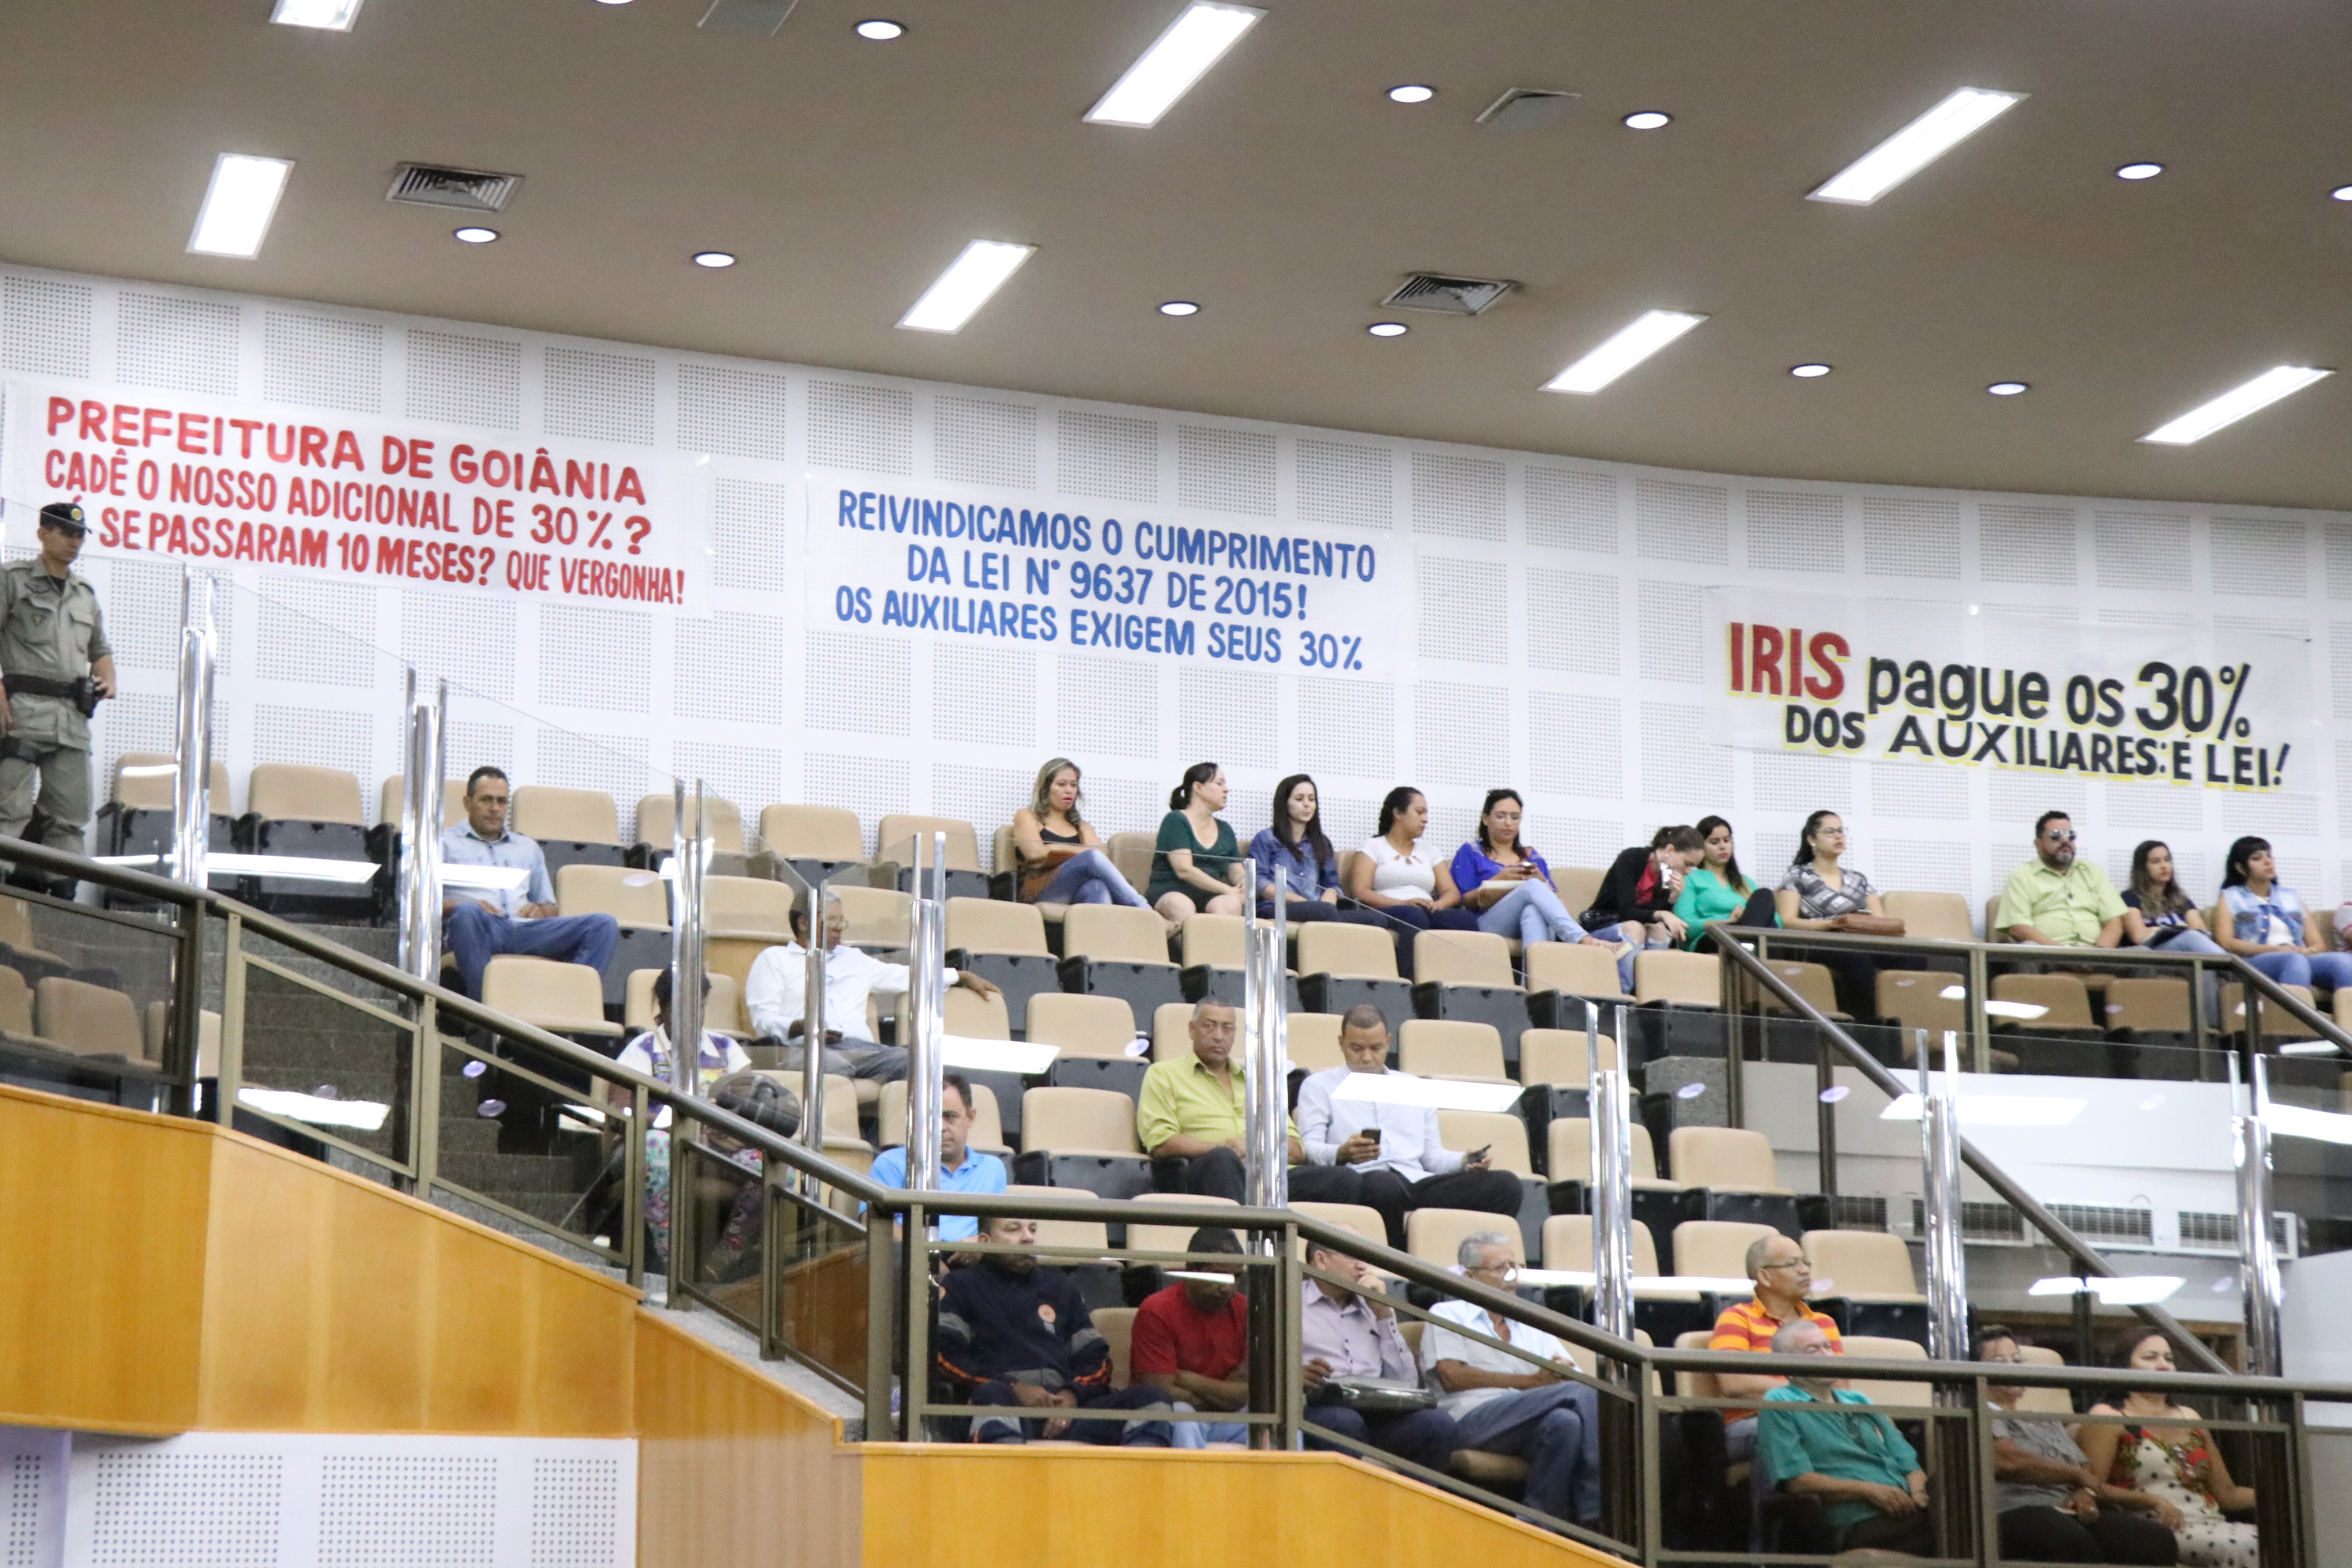 PREFEITURA DE GOIÂNIA
CADÊ O NOSSO ADICIONAL DE 30%?
SE PASSARAM 10 MESES? QUE VERGONHA!
REIVINDICAMOS O CUMPRIMENTO
DA LEI N° 9637 DE 2015!
OS AUXILIARES EXIGEM SEUS 30%
IRIS pague os 30%
DOS AUXILIARES: É LEI!